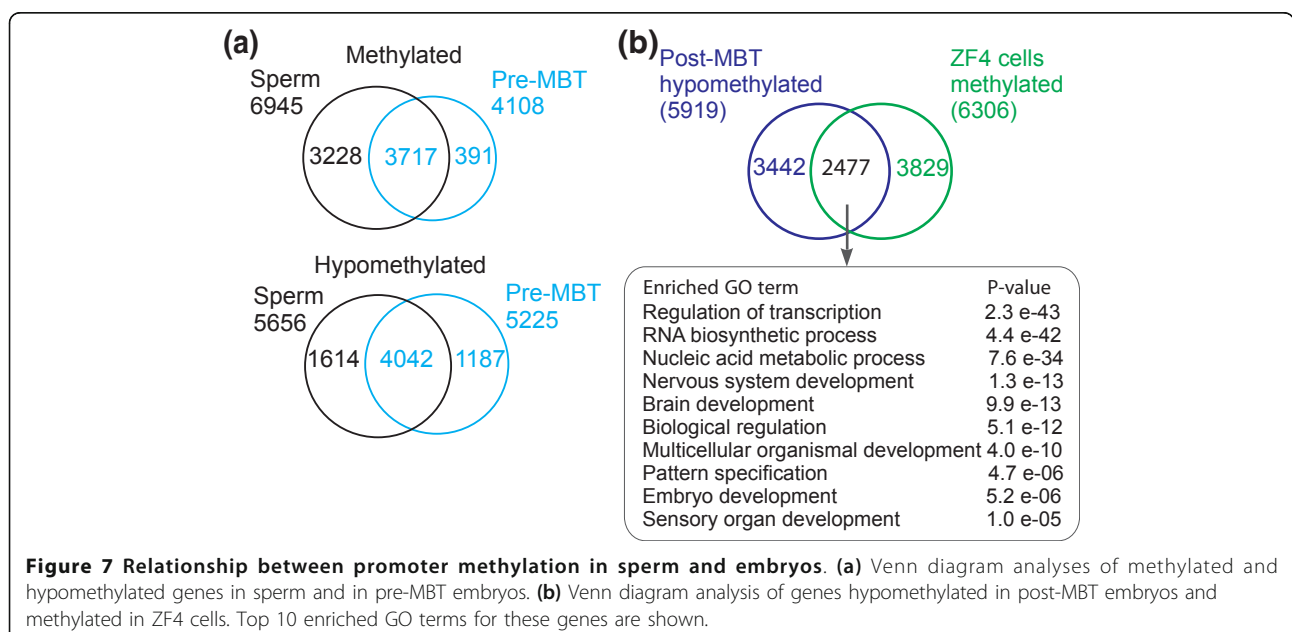 (a)
Methylated
Sperm
6945
Pre-MBT
4108
3228 3717 391
Hypomethylated
Sperm
5656
Pre-MBT
5225
1614 4042 1187
(b)
Post-MBT
hypomethylated
(5919)
ZF4 cells
methylated
(6306)
3442 2477 3829
Enriched GO term P-value
Regulation of transcription 2.3 e-43
RNA biosynthetic process 4.4 e-42
Nucleic acid metabolic process 7.6 e-34
Nervous system development 1.3 e-13
Brain development 9.9 e-13
Biological regulation 5.1 e-12
Multicellular organismal development 4.0 e-10
Pattern specification 4.7 e-06
Embryo development 5.2 e-06
Sensory organ development 1.0 e-05
Figure 7 Relationship between promoter methylation in sperm and embryos. (a) Venn diagram analyses of methylated and
hypomethylated genes in sperm and in pre-MBT embryos. (b) Venn diagram analysis of genes hypomethylated in post-MBT embryos and
methylated in ZF4 cells. Top 10 enriched GO terms for these genes are shown.